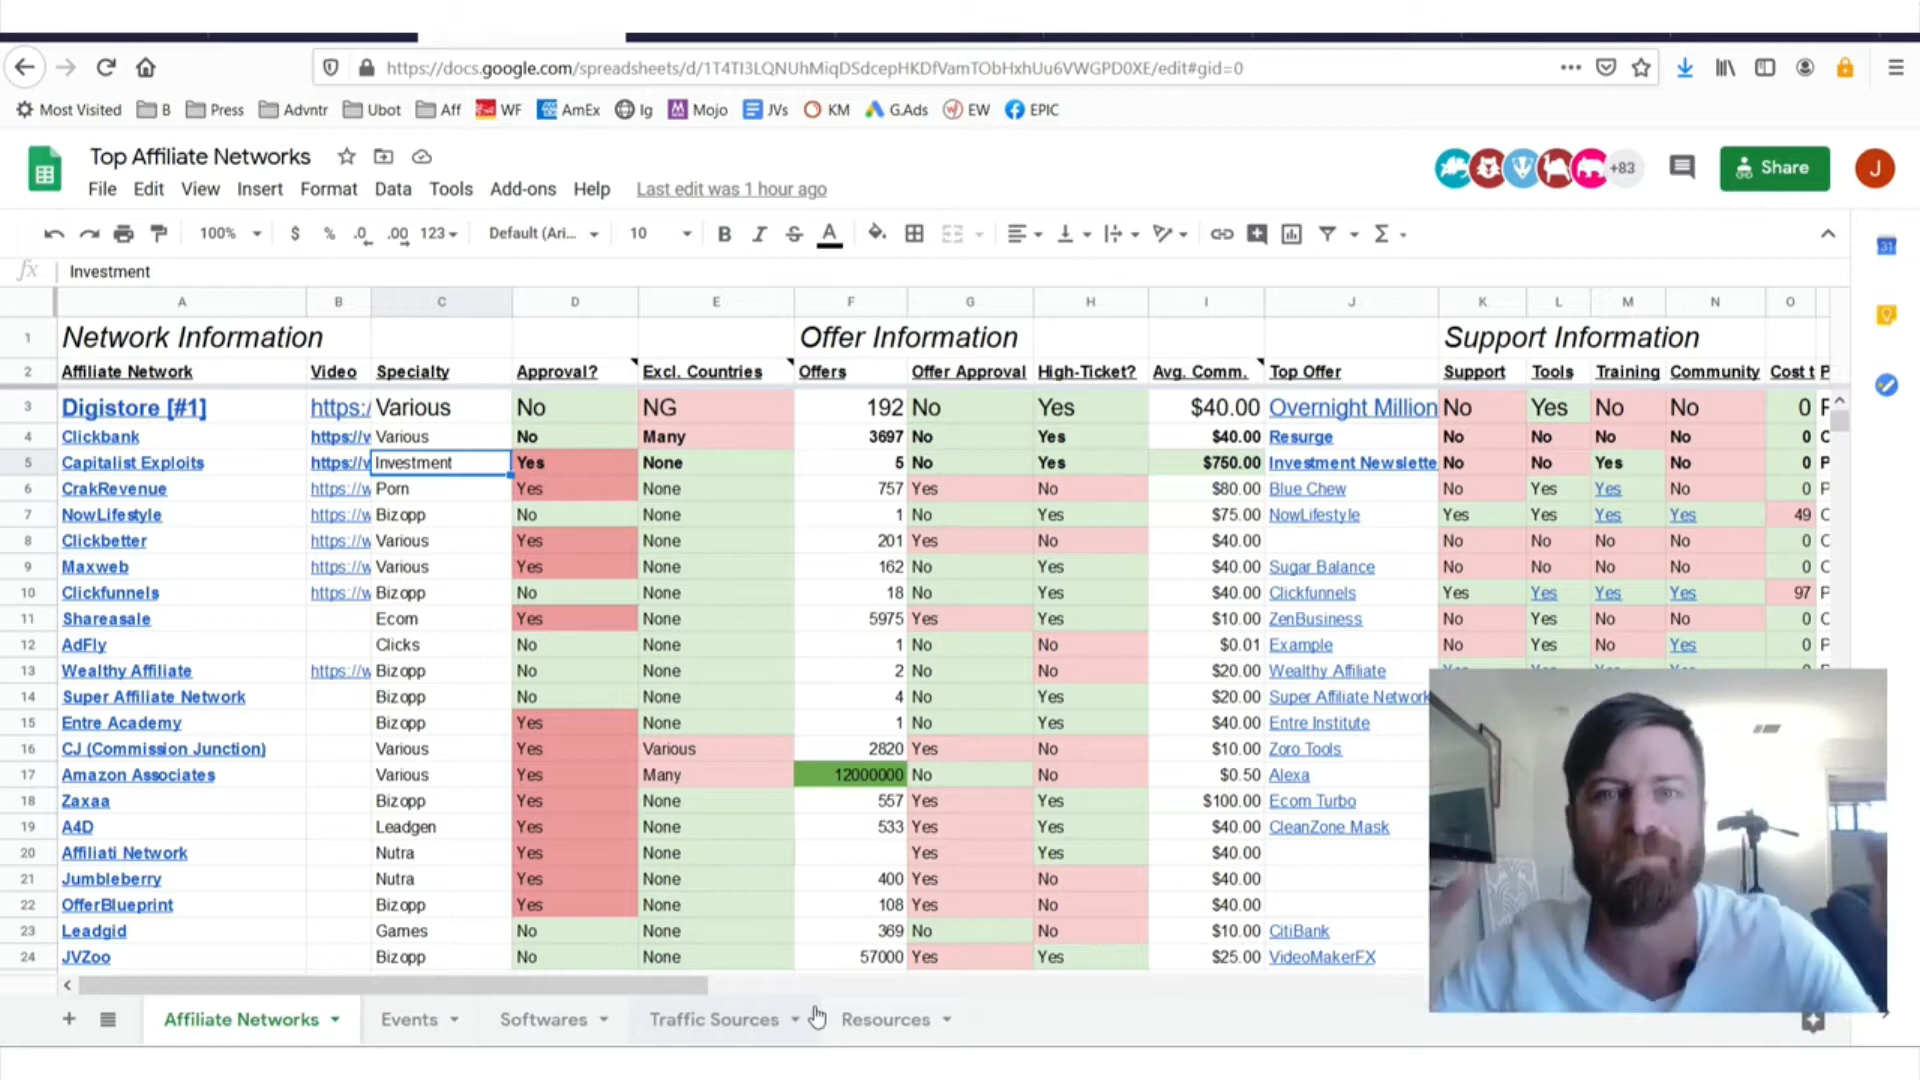 https://docs.google.com/spreadsheets/d/1T4TI3LQNUhMiqDSdcepHKDfVamTObHxhUu6VWGPD0XE/edit#gid=0
Most Visited B Press Advntr Ubot Aff WF AmEx Ig Mojo JVs KM G.Ads EW EPIC
Top Affiliate Networks
+83 Share J
File Edit View Insert Format Data Tools Add-ons Help Last edit was 1 hour ago
100% $ % .0 .00 123 Default (Ari... 10 B I S A
fx Investment
A B C D E F G H I J K L M N O
1 Network Information Offer Information Support Information
2 Affiliate Network Video Specialty Approval? Excl. Countries Offers Offer Approval High-Ticket? Avg. Comm. Top Offer Support Tools Training Community Cost t P
3 Digistore [#1] https:/ Various No NG 192 No Yes $40.00 Overnight Million No Yes No No 0 F
4 Clickbank https://w Various No Many 3697 No Yes $40.00 Resurge No No No No 0 C
5 Capitalist Exploits https://v Investment Yes None 5 No Yes $750.00 Investment Newslette No No Yes No 0 P
6 CrakRevenue https://w Porn Yes None 757 Yes No $80.00 Blue Chew No Yes Yes No 0 P
7 NowLifestyle https://w Bizopp No None 1 No Yes $75.00 NowLifestyle Yes Yes Yes Yes 49 C
8 Clickbetter https://w Various Yes None 201 Yes No $40.00 No No No No 0 C
9 Maxweb https://w Various Yes None 162 No Yes $40.00 Sugar Balance No No No No 0 C
10 Clickfunnels https://w Bizopp No None 18 No Yes $40.00 Clickfunnels Yes Yes Yes Yes 97 P
11 Shareasale Ecom Yes None 5975 Yes Yes $10.00 ZenBusiness No Yes No No 0 C
12 AdFly Clicks No None 1 No No $0.01 Example No Yes No Yes 0 P
13 Wealthy Affiliate https://w Bizopp No None 2 No No $20.00 Wealthy Affiliate
14 Super Affiliate Network Bizopp No None 4 No Yes $20.00 Super Affiliate Network
15 Entre Academy Bizopp Yes None 1 No Yes $40.00 Entre Institute
16 CJ (Commission Junction) Various Yes Various 2820 Yes No $10.00 Zoro Tools
17 Amazon Associates Various Yes Many 12000000 No No $0.50 Alexa
18 Zaxaa Bizopp Yes None 557 Yes Yes $100.00 Ecom Turbo
19 A4D Leadgen Yes None 533 Yes Yes $40.00 CleanZone Mask
20 Affiliati Network Nutra Yes None Yes Yes $40.00
21 Jumbleberry Nutra Yes None 400 Yes No $40.00
22 OfferBlueprint Bizopp Yes None 108 Yes No $40.00
23 Leadgid Games No None 369 No No $10.00 CitiBank
24 JVZoo Bizopp No None 57000 Yes Yes $25.00 VideoMakerFX
Affiliate Networks Events Softwares Traffic Sources Resources